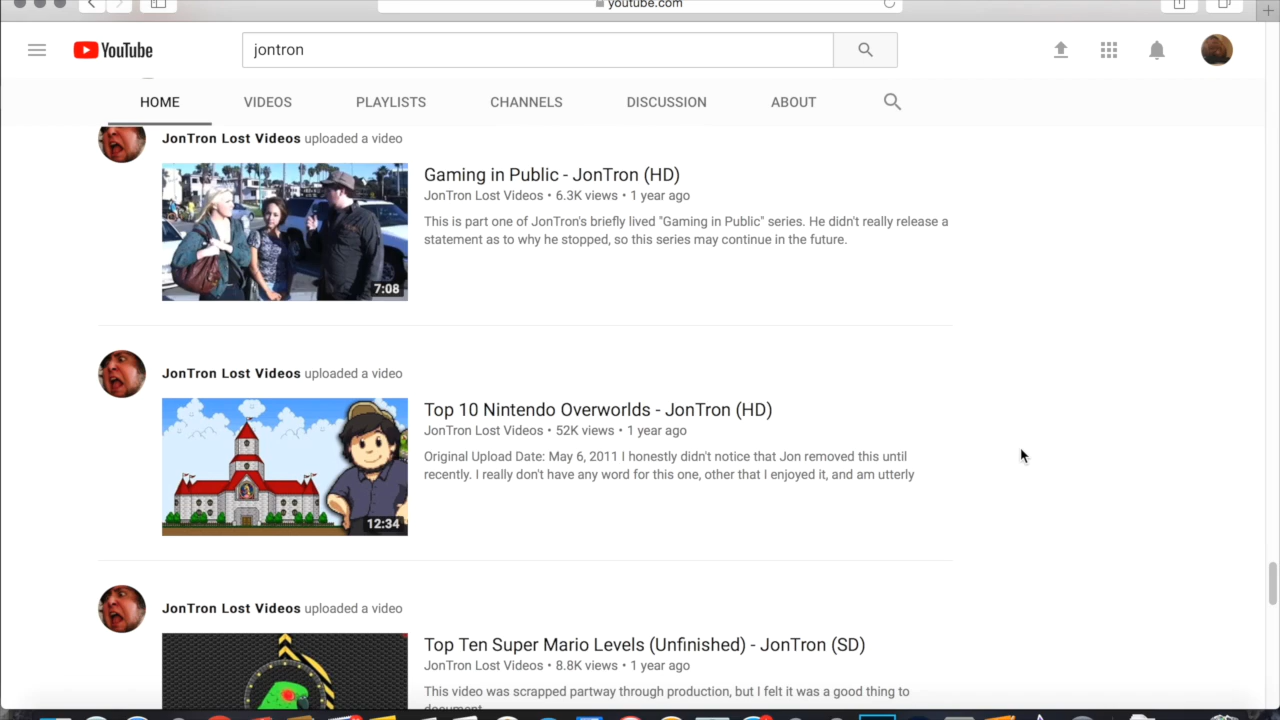 youtube.com
YouTube
jontron
HOME VIDEOS PLAYLISTS CHANNELS DISCUSSION ABOUT
JonTron Lost Videos uploaded a video
Gaming in Public - JonTron (HD)
JonTron Lost Videos • 6.3K views • 1 year ago
This is part one of JonTron's briefly lived "Gaming in Public" series. He didn't really release a
statement as to why he stopped, so this series may continue in the future.
7:08
JonTron Lost Videos uploaded a video
Top 10 Nintendo Overworlds - JonTron (HD)
JonTron Lost Videos • 52K views • 1 year ago
Original Upload Date: May 6, 2011 I honestly didn't notice that Jon removed this until
recently. I really don't have any word for this one, other that I enjoyed it, and am utterly
12:34
JonTron Lost Videos uploaded a video
Top Ten Super Mario Levels (Unfinished) - JonTron (SD)
JonTron Lost Videos • 8.8K views • 1 year ago
This video was scrapped partway through production, but I felt it was a good thing to
document.